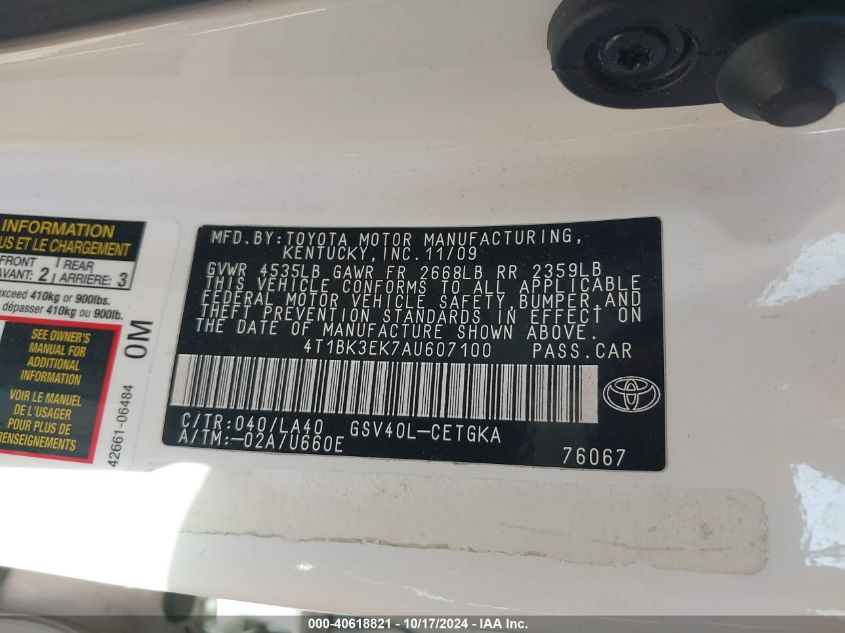 INFORMATION
US ET LE CHARGEMENT
FRONT
AVANT: 2
REAR
ARRIÈRE: 3
exceed 410kg or 900lbs.
dépasser 410kg ou 900lb.
SEE OWNER'S
MANUAL FOR
ADDITIONAL
INFORMATION
VOIR LE MANUEL
DE L'USAGER
POUR PLUS
RENSEIGNEMENTS
0M
42661-06484
MFD.BY:TOYOTA MOTOR MANUFACTURING,
KENTUCKY,INC.11/09
GVWR 4535LB GAWR FR 2668LB RR 2359LB
THIS VEHICLE CONFORMS TO ALL APPLICABLE
FEDERAL MOTOR VEHICLE SAFETY,BUMPER,AND
THEFT PREVENTION STANDARDS IN EFFECT ON
THE DATE OF MANUFACTURE SHOWN ABOVE.
4T1BK3EK7AU607100 PASS.CAR
C/TR:040/LA40 GSV40L-CETGKA
A/TM:-02A/U660E
76067
000-40618821 - 10/17/2024 - IAA Inc.